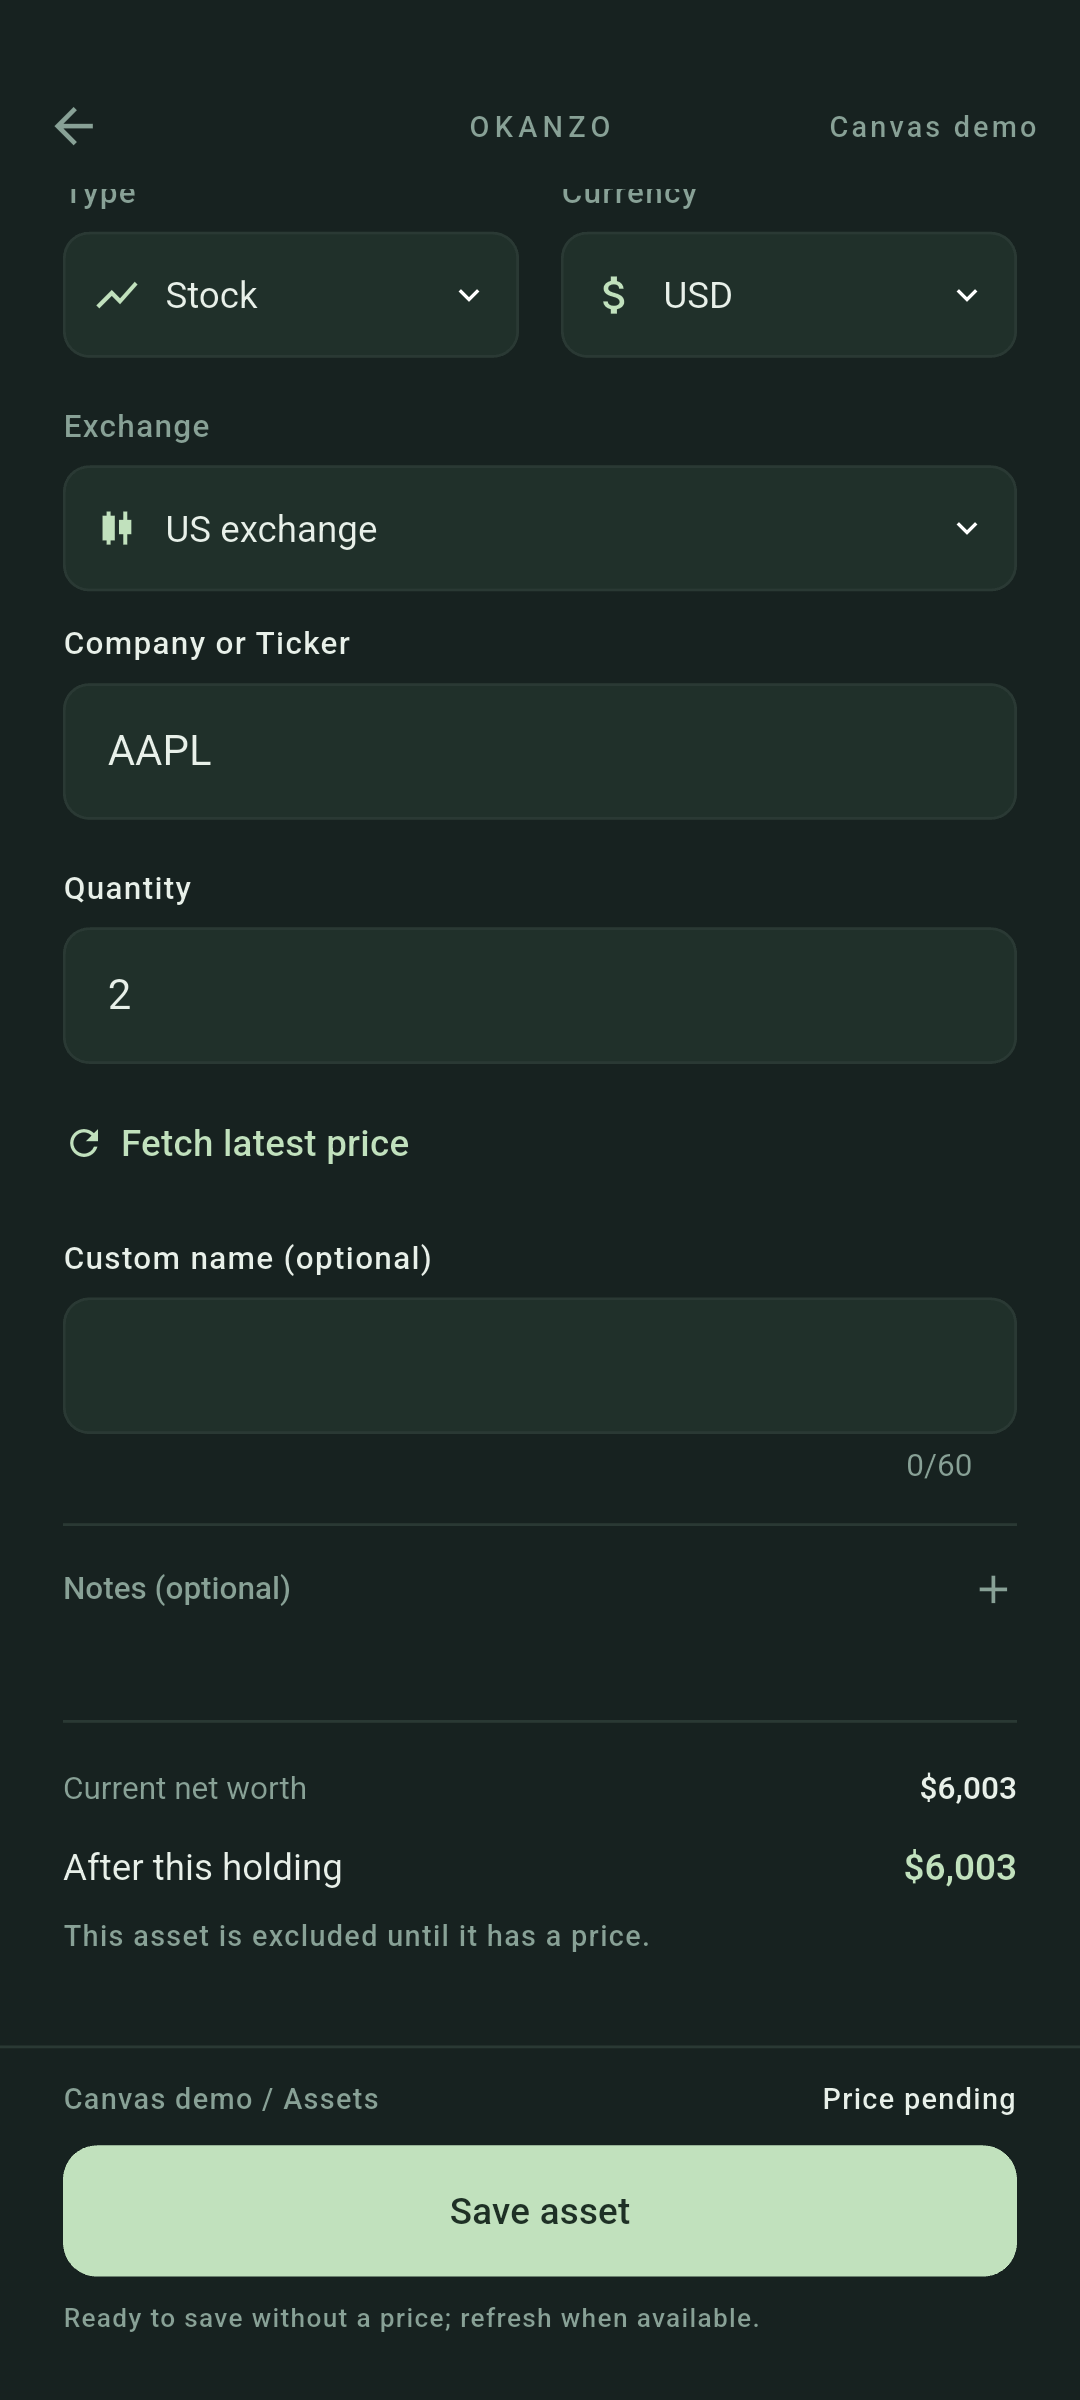 OKANZO
Canvas demo
Type
Currency
Stock
USD
Exchange
US exchange
Company or Ticker
AAPL
Quantity
2
Fetch latest price
Custom name (optional)
0/60
Notes (optional)
Current net worth
$6,003
After this holding
$6,003
This asset is excluded until it has a price.
Canvas demo / Assets
Price pending
Save asset
Ready to save without a price; refresh when available.